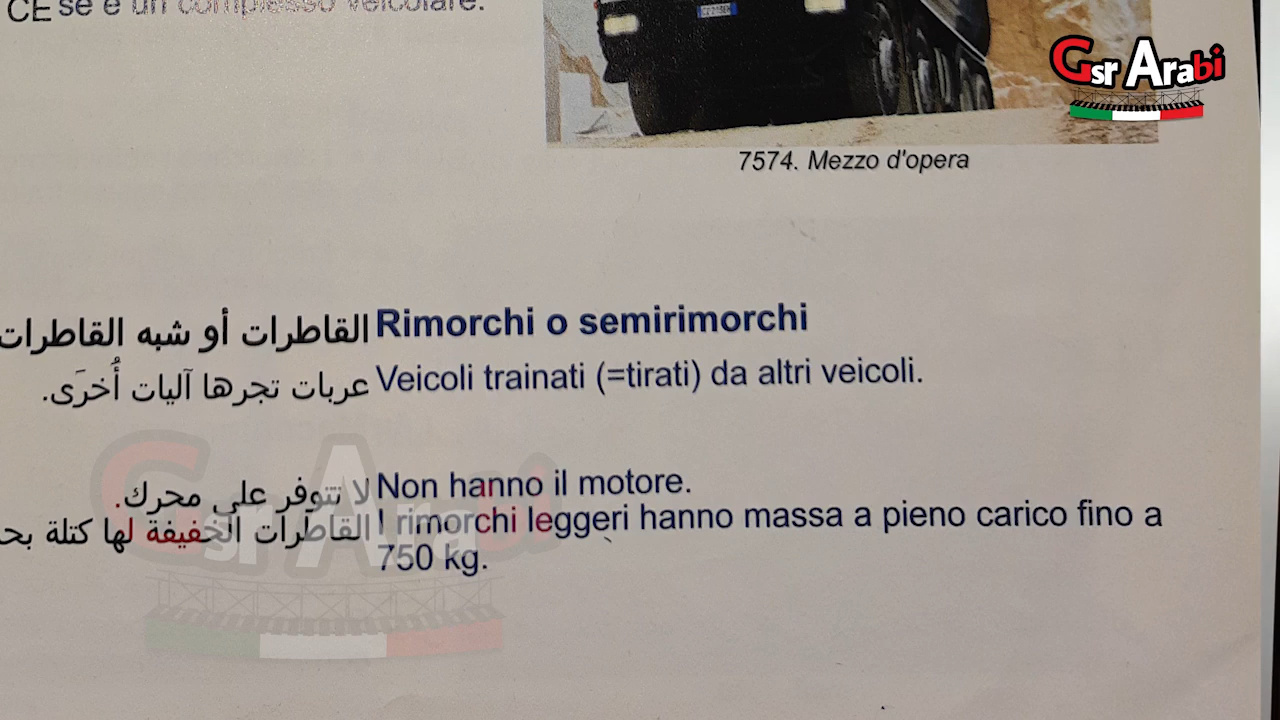 CE se è un complesso veicolare.
Gsr Arabi
7574. Mezzo d'opera
Rimorchi o semirimorchi
القاطرات أو شبه القاطرات
Veicoli trainati (=tirati) da altri veicoli.
عربات تجرها آليات أُخرَى.
Non hanno il motore.
لا تتوفر على محرك.
I rimorchi leggeri hanno massa a pieno carico fino a
القاطرات الخفيفة لها كتلة
750 kg.
Gsr Arabi